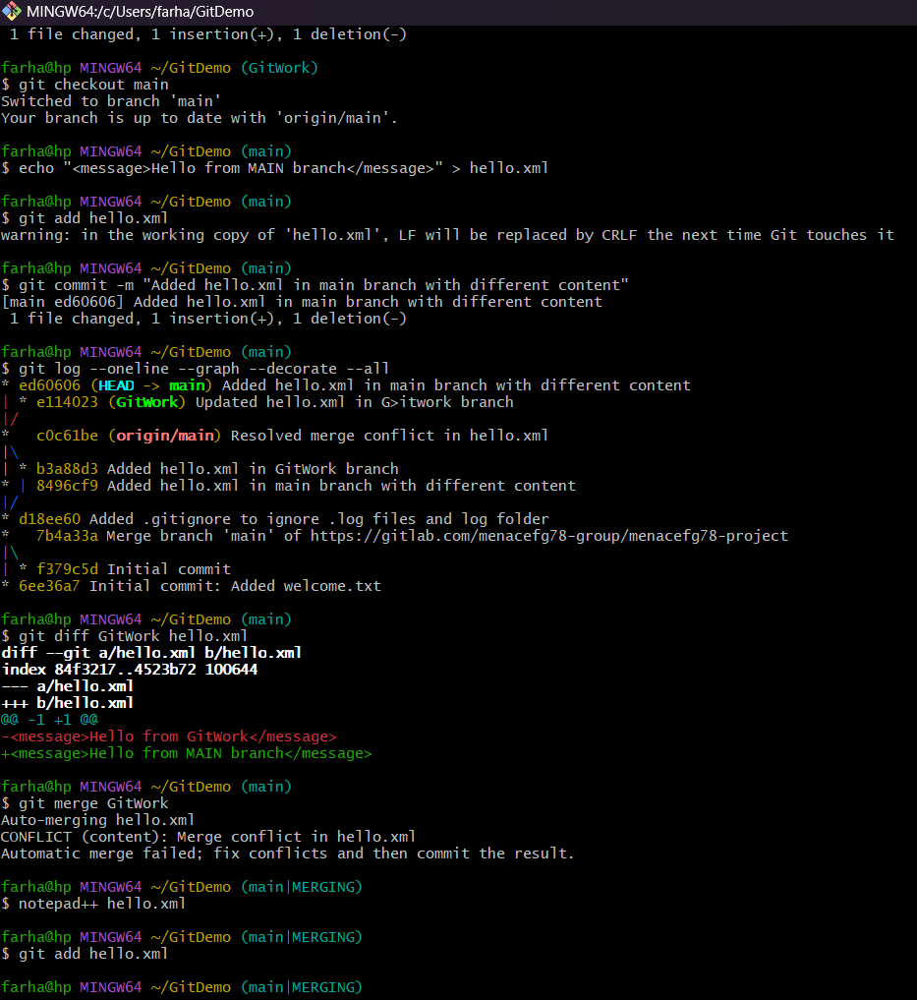 MINGW64:/c/Users/farha/GitDemo
 1 file changed, 1 insertion(+), 1 deletion(-)

farha@hp MINGW64 ~/GitDemo (GitWork)
$ git checkout main
Switched to branch 'main'
Your branch is up to date with 'origin/main'.

farha@hp MINGW64 ~/GitDemo (main)
$ echo "<message>Hello from MAIN branch</message>" > hello.xml

farha@hp MINGW64 ~/GitDemo (main)
$ git add hello.xml
warning: in the working copy of 'hello.xml', LF will be replaced by CRLF the next time Git touches it

farha@hp MINGW64 ~/GitDemo (main)
$ git commit -m "Added hello.xml in main branch with different content"
[main ed60606] Added hello.xml in main branch with different content
 1 file changed, 1 insertion(+), 1 deletion(-)

farha@hp MINGW64 ~/GitDemo (main)
$ git log --oneline --graph --decorate --all
* ed60606 (HEAD -> main) Added hello.xml in main branch with different content
| * e114023 (GitWork) Updated hello.xml in G>itwork branch
|/
*   c0c61be (origin/main) Resolved merge conflict in hello.xml
|\
| * b3a88d3 Added hello.xml in GitWork branch
* | 8496cf9 Added hello.xml in main branch with different content
|/
* d18ee60 Added .gitignore to ignore .log files and log folder
*   7b4a33a Merge branch 'main' of https://gitlab.com/menacefg78-group/menacefg78-project
|\
| * f379c5d Initial commit
* 6ee36a7 Initial commit: Added welcome.txt

farha@hp MINGW64 ~/GitDemo (main)
$ git diff GitWork hello.xml
diff --git a/hello.xml b/hello.xml
index 84f3217..4523b72 100644
--- a/hello.xml
+++ b/hello.xml
@@ -1 +1 @@
-<message>Hello from GitWork</message>
+<message>Hello from MAIN branch</message>

farha@hp MINGW64 ~/GitDemo (main)
$ git merge GitWork
Auto-merging hello.xml
CONFLICT (content): Merge conflict in hello.xml
Automatic merge failed; fix conflicts and then commit the result.

farha@hp MINGW64 ~/GitDemo (main|MERGING)
$ notepad++ hello.xml

farha@hp MINGW64 ~/GitDemo (main|MERGING)
$ git add hello.xml

farha@hp MINGW64 ~/GitDemo (main|MERGING)